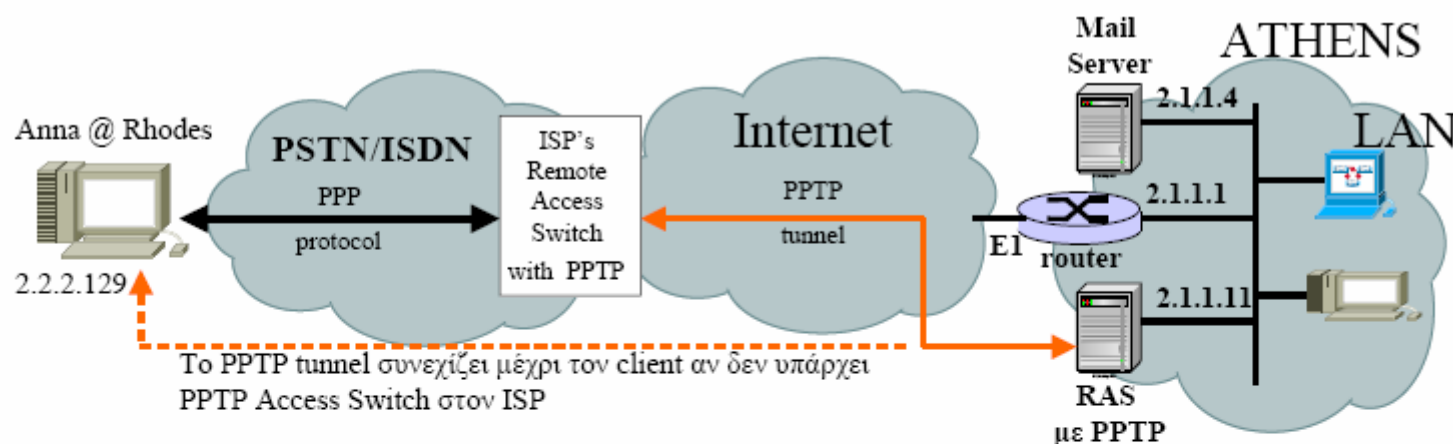 Anna @ Rhodes
2.2.2.129
PSTN/ISDN
PPP
protocol
ISP's
Remote
Access
Switch
with PPTP
Internet
PPTP
tunnel
E1
router
Mail
Server
2.1.1.4
2.1.1.1
2.1.1.11
RAS
με PPTP
ATHENS
LAN
Το PPTP tunnel συνεχίζει μέχρι τον client αν δεν υπάρχει
PPTP Access Switch στον ISP